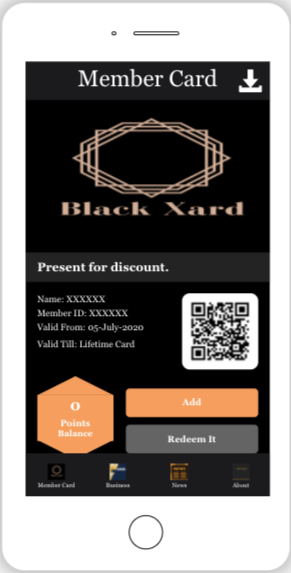 Member Card
Black Xard
Present for discount.
Name: XXXXXX
Member ID: XXXXXX
Valid From: 05-July-2020
Valid Till: Lifetime Card
0
Points
Balance
Add
Redeem It
Member Card
Business
News
About